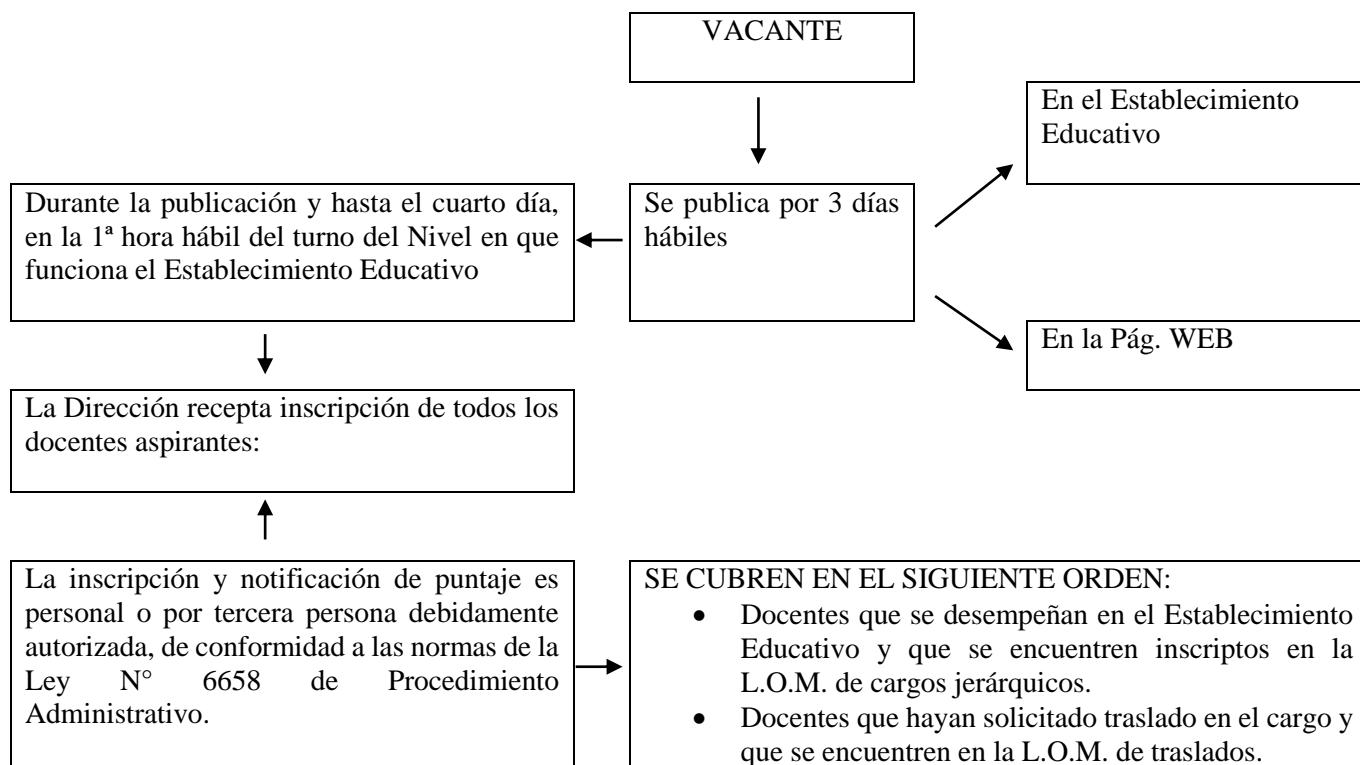 VACANTE
En el Establecimiento
Educativo
Durante la publicación y hasta el cuarto día,
en la 1ª hora hábil del turno del Nivel en que
funciona el Establecimiento Educativo
Se publica por 3 días
hábiles
En la Pág. WEB
La Dirección recepta inscripción de todos los
docentes aspirantes:
La inscripción y notificación de puntaje es
personal o por tercera persona debidamente
autorizada, de conformidad a las normas de la
Ley N° 6658 de Procedimiento
Administrativo.
SE CUBREN EN EL SIGUIENTE ORDEN:
• Docentes que se desempeñan en el Establecimiento
Educativo y que se encuentren inscriptos en la
L.O.M. de cargos jerárquicos.
• Docentes que hayan solicitado traslado en el cargo y
que se encuentren en la L.O.M. de traslados.